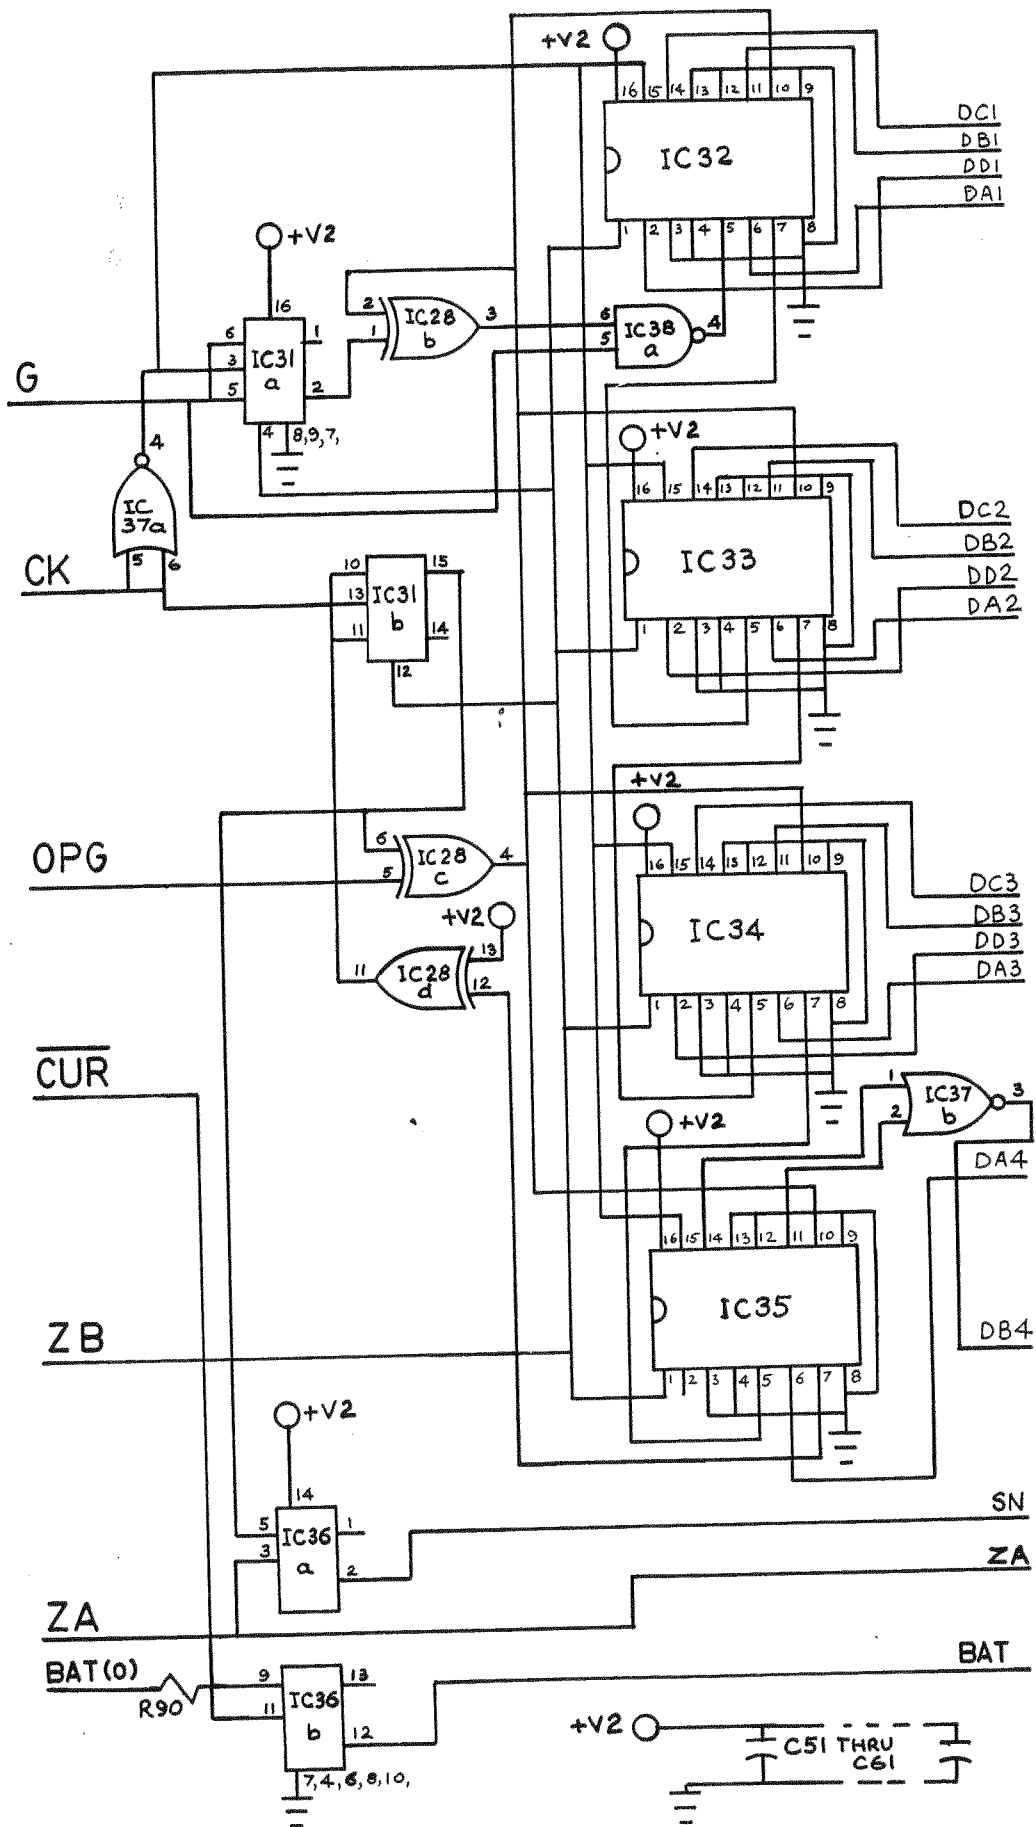 +V2
16 15 14 13 12 11 10 9
IC32
1 2 3 4 5 6 7 8
DC1
DB1
DD1
DA1
+V2
16
6
3
5
IC31
a
1
2
4
8,9,7,
G
2
1
IC28
b
3
6
5
IC38
a
4
4
IC
37a
5
6
CK
+V2
16 15 14 13 12 11 10 9
IC33
1 2 3 4 5 6 7 8
DC2
DB2
DD2
DA2
10
13
11
IC31
b
15
14
12
OPG
6
5
IC28
c
4
+V2
13
12
IC28
d
11
+V2
16 15 14 13 12 11 10 9
IC34
1 2 3 4 5 6 7 8
DC3
DB3
DD3
DA3
CUR
1
2
IC37
b
3
DA4
DB4
+V2
16 15 14 13 12 11 10 9
IC35
1 2 3 4 5 6 7 8
ZB
+V2
14
5
3
IC36
a
1
2
SN
ZA
ZA
BAT(0)
R90
9
11
IC36
b
13
12
7,4,6,8,10,
BAT
+V2
C51 THRU
C61